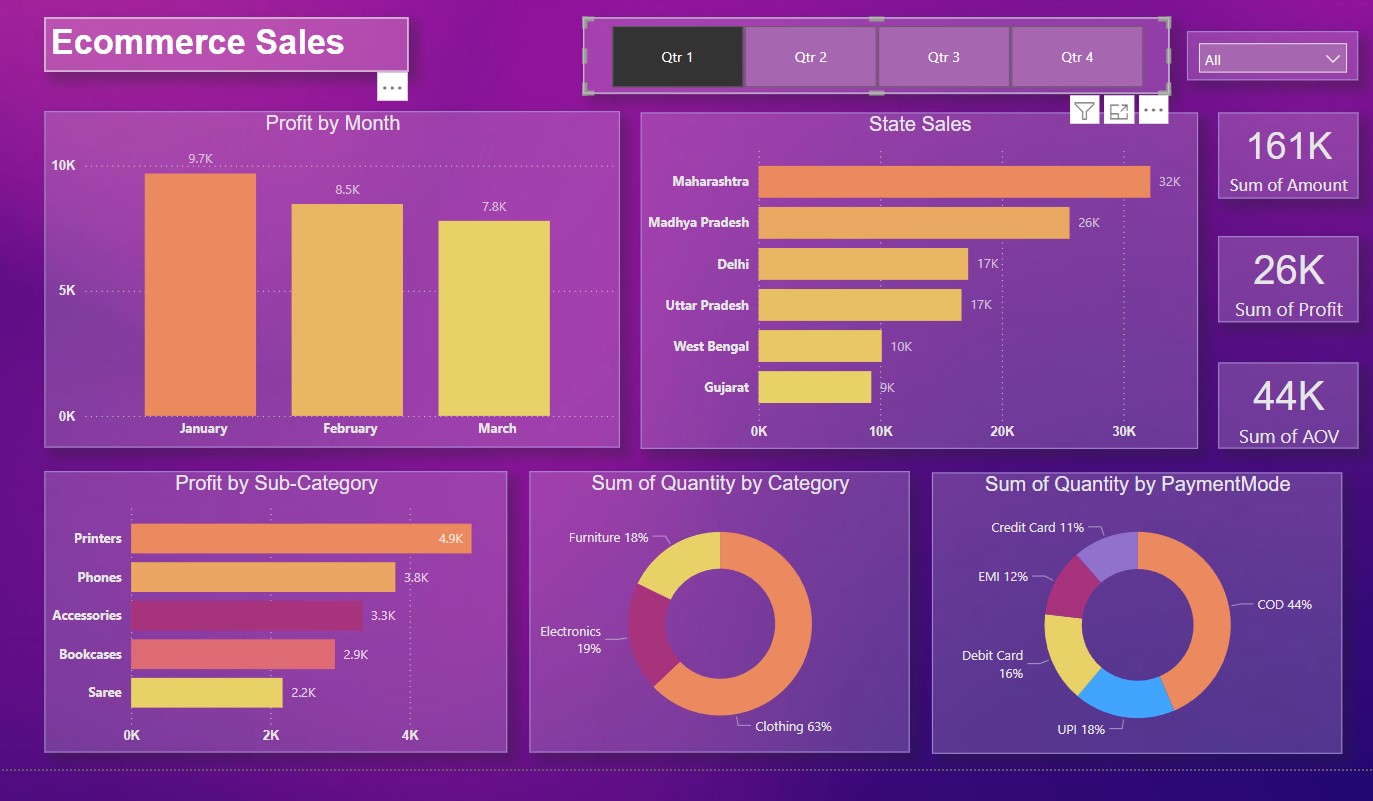 Ecommerce Sales
Qtr 1
Qtr 2
Qtr 3
Qtr 4
All
Profit by Month
10K
5K
0K
9.7K
8.5K
7.8K
January
February
March
State Sales
Maharashtra
32K
Madhya Pradesh
26K
Delhi
17K
Uttar Pradesh
17K
West Bengal
10K
Gujarat
9K
0K
10K
20K
30K
161K
Sum of Amount
26K
Sum of Profit
44K
Sum of AOV
Profit by Sub-Category
Printers
4.9K
Phones
3.8K
Accessories
3.3K
Bookcases
2.9K
Saree
2.2K
0K
2K
4K
Sum of Quantity by Category
Furniture 18%
Electronics
19%
Clothing 63%
Sum of Quantity by PaymentMode
Credit Card 11%
EMI 12%
COD 44%
Debit Card
16%
UPI 18%